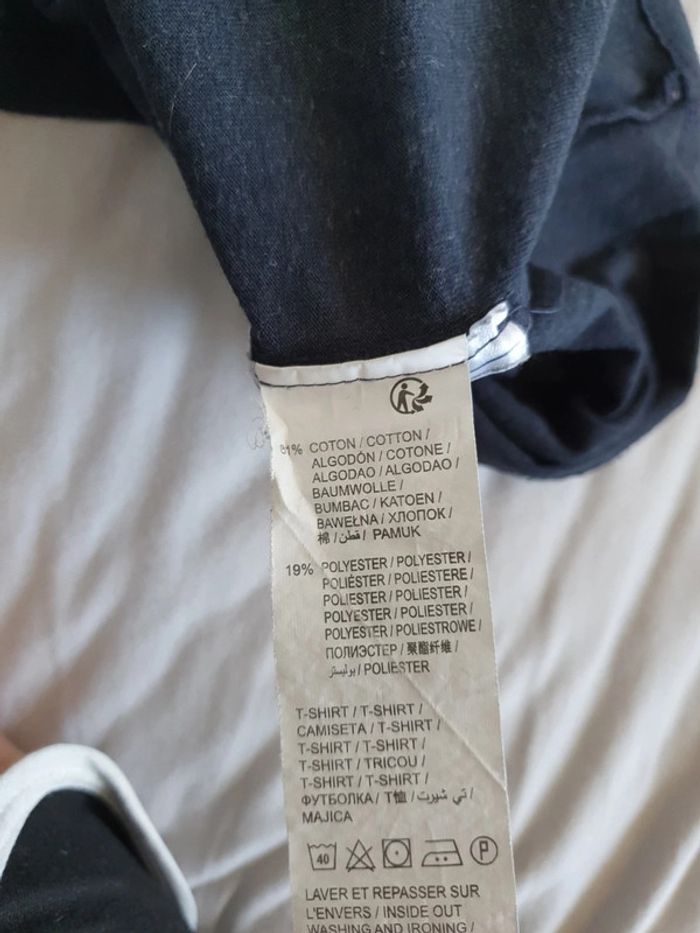 81% COTON / COTTON /
ALGODÓN / COTONE /
ALGODAO / ALGODAO /
BAUMWOLLE /
BUMBAC / KATOEN /
BAWEŁNA / ХЛОПОК /
棉 / قطن / PAMUK
19% POLYESTER / POLYESTER /
POLIÉSTER / POLIESTERE /
POLIESTER / POLIESTER /
POLYESTER / POLIESTER /
POLYESTER / POLIESTROWE /
ПОЛИЭСТЕР / 聚酯纤维 /
بوليستر / POLIESTER
T-SHIRT / T-SHIRT /
CAMISETA / T-SHIRT /
T-SHIRT / T-SHIRT /
T-SHIRT / TRICOU /
T-SHIRT / T-SHIRT /
ФУТБОЛКА / T恤 / تي شيرت /
MAJICA
40 P
LAVER ET REPASSER SUR
L'ENVERS / INSIDE OUT
WASHING AND IRONING /